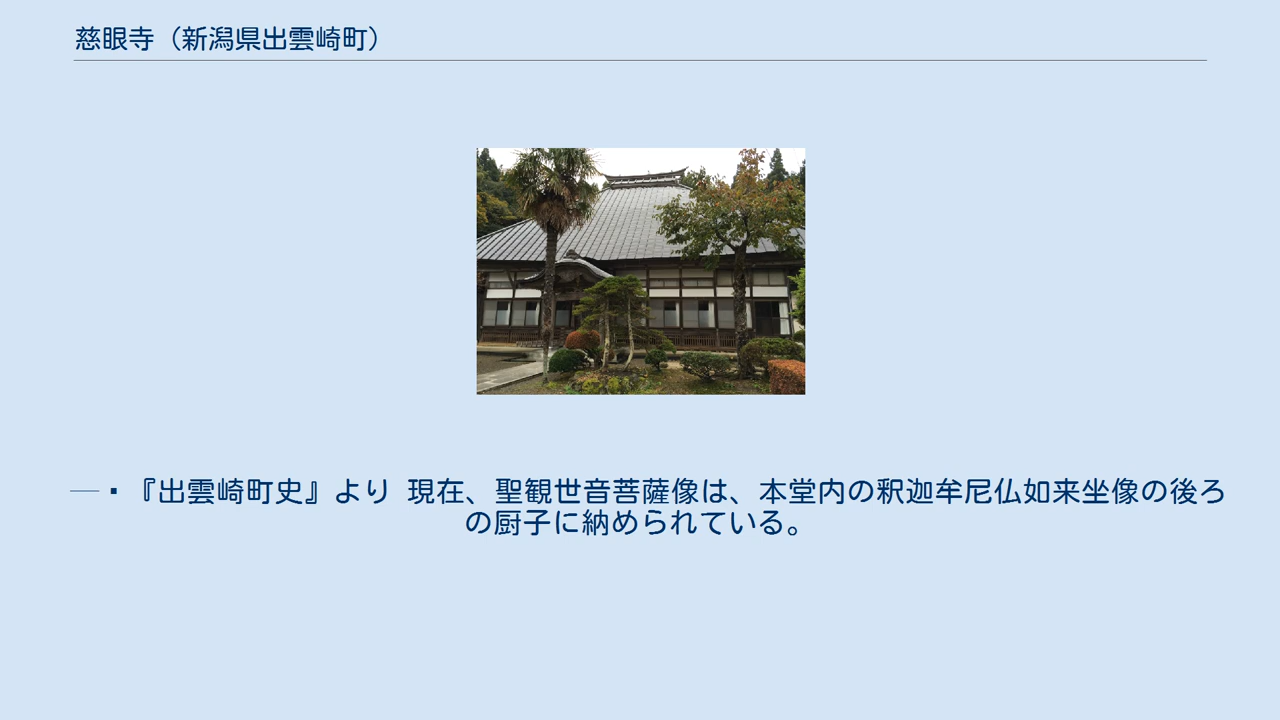 慈眼寺（新潟県出雲崎町）
▪『出雲崎町史』より 現在、聖観世音菩薩像は、本堂内の釈迦牟尼仏如来坐像の後ろ
の厨子に納められている。